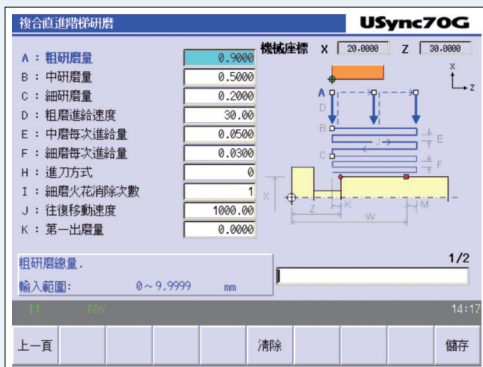 複合直進階梯研磨 USync70G
機械座標 X 20.0000 Z 30.0000
A : 粗研磨量 0.9000
B : 中研磨量 0.5000
C : 細研磨量 0.2000
D : 粗磨進給速度 30.00
E : 中磨每次進給量 0.0500
F : 細磨每次進給量 0.0300
H : 進刀方式 0
I : 細磨火花消除次數 1
J : 往復移動速度 1000.00
K : 第一出磨量 0.0000
X
Z
A
D
B
J
E
C
F
X
Z
K
M
W
粗研磨總量.
輸入範圍: 0~9.9999 mm
1/2
RDY 14:17
上一頁 清除 儲存